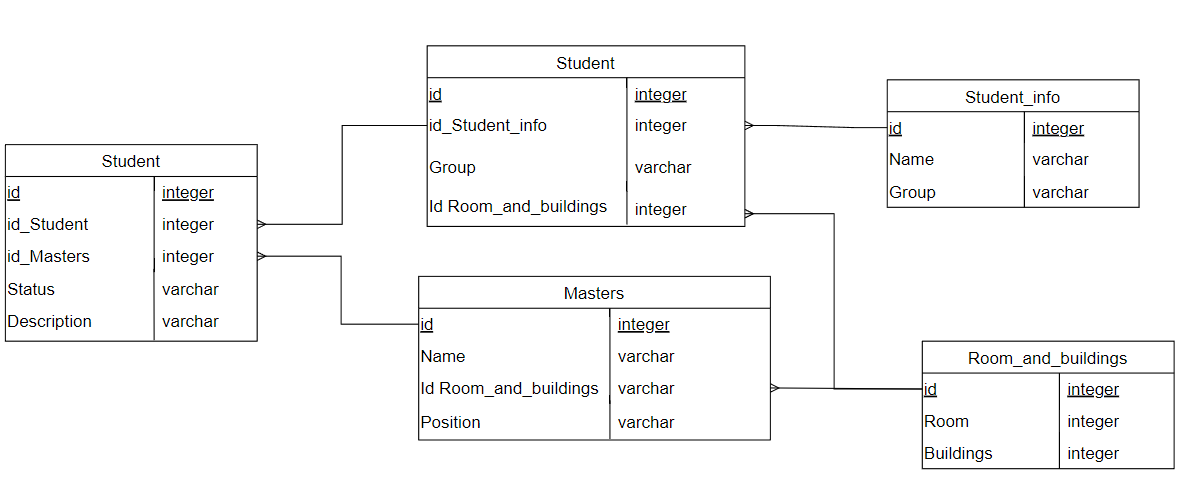 Student
id integer
id_Student_info integer
Group varchar
Id Room_and_buildings integer
Student_info
id integer
Name varchar
Group varchar
Student
id integer
id_Student integer
id_Masters integer
Status varchar
Description varchar
Masters
id integer
Name varchar
Id Room_and_buildings varchar
Position varchar
Room_and_buildings
id integer
Room integer
Buildings integer